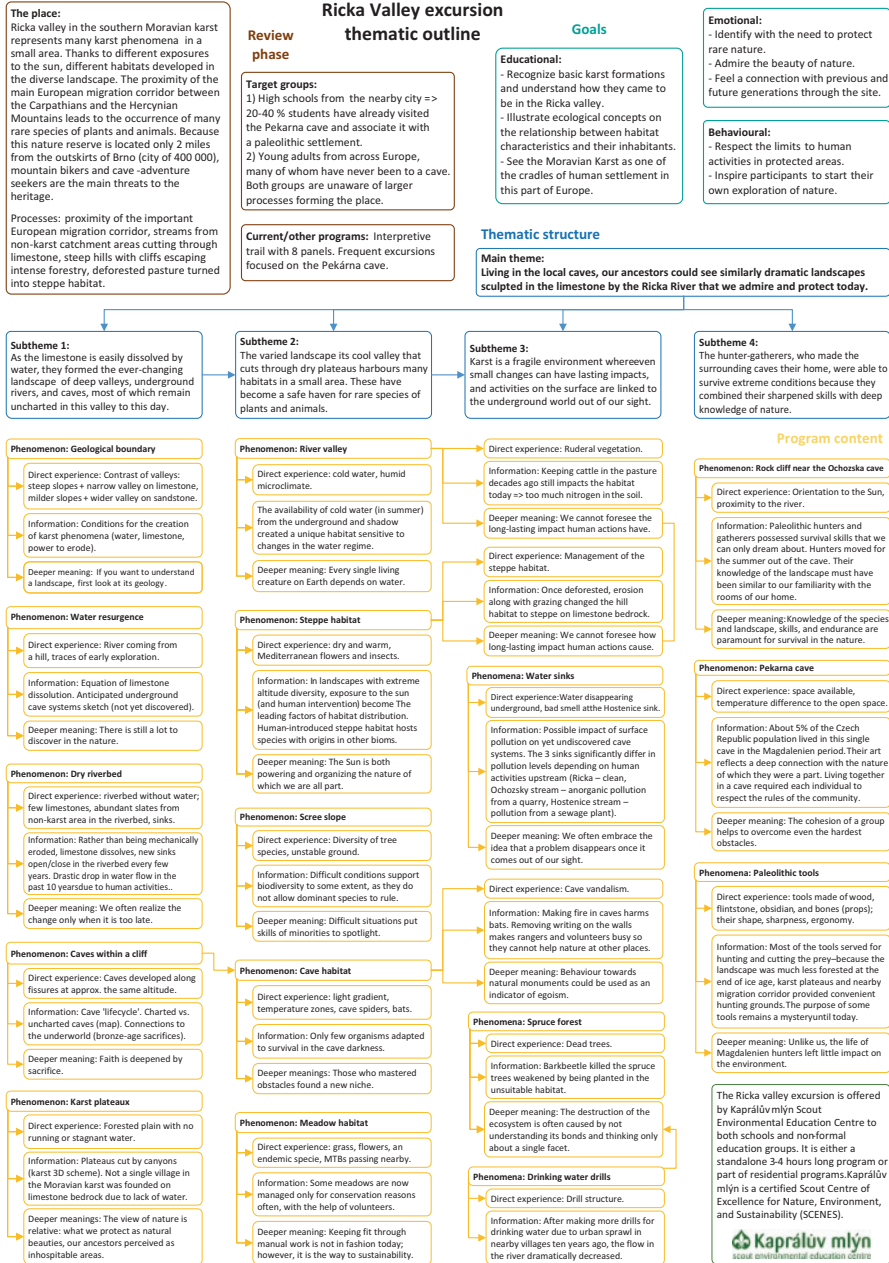 Ricka Valley excursion
thematic outline
The place:
Ricka valley in the southern Moravian karst
represents many karst phenomena in a
small area. Thanks to different exposures
to the sun, different habitats developed in
the diverse landscape. The proximity of the
main European migration corridor between
the Carpathians and the Hercynian
Mountains leads to the occurrence of many
rare species of plants and animals. Because
this nature reserve is located only 2 miles
from the outskirts of Brno (city of 400 000),
mountain bikers and cave -adventure
seekers are the main threats to the
heritage.
Processes: proximity of the important
European migration corridor, streams from
non-karst catchment areas cutting through
limestone, steep hills with cliffs escaping
intense forestry, deforested pasture turned
into steppe habitat.
Review
phase
Target groups:
1) High schools from the nearby city =>
20-40 % students have already visited
the Pekarna cave and associate it with
a paleolithic settlement.
2) Young adults from across Europe,
many of whom have never been to a cave.
Both groups are unaware of larger
processes forming the place.
Current/other programs: Interpretive
trail with 8 panels. Frequent excursions
focused on the Pekárna cave.
Goals
Educational:
- Recognize basic karst formations
and understand how they came to
be in the Ricka valley.
- Illustrate ecological concepts on
the relationship between habitat
characteristics and their inhabitants.
- See the Moravian Karst as one of
the cradles of human settlement in
this part of Europe.
Emotional:
- Identify with the need to protect
rare nature.
- Admire the beauty of nature.
- Feel a connection with previous and
future generations through the site.
Behavioural:
- Respect the limits to human
activities in protected areas.
- Inspire participants to start their
own exploration of nature.
Thematic structure
Main theme:
Living in the local caves, our ancestors could see similarly dramatic landscapes
sculpted in the limestone by the Ricka River that we admire and protect today.
Subtheme 1:
As the limestone is easily dissolved by
water, they formed the ever-changing
landscape of deep valleys, underground
rivers, and caves, most of which remain
uncharted in this valley to this day.
Subtheme 2:
The varied landscape its cool valley that
cuts through dry plateaus harbours many
habitats in a small area. These have
become a safe haven for rare species of
plants and animals.
Subtheme 3:
Karst is a fragile environment whereeven
small changes can have lasting impacts,
and activities on the surface are linked to
the underground world out of our sight.
Subtheme 4:
The hunter-gatherers, who made the
surrounding caves their home, were able to
survive extreme conditions because they
combined their sharpened skills with deep
knowledge of nature.
Program content
Phenomenon: Geological boundary
Direct experience: Contrast of valleys:
steep slopes + narrow valley on limestone,
milder slopes + wider valley on sandstone.
Information: Conditions for the creation
of karst phenomena (water, limestone,
power to erode).
Deeper meaning: If you want to understand
a landscape, first look at its geology.
Phenomenon: Water resurgence
Direct experience: River coming from
a hill, traces of early exploration.
Information: Equation of limestone
dissolution. Anticipated underground
cave systems sketch (not yet discovered).
Deeper meaning: There is still a lot to
discover in the nature.
Phenomenon: Dry riverbed
Direct experience: riverbed without water;
few limestones, abundant slates from
non-karst area in the riverbed, sinks.
Information: Rather than being mechanically
eroded, limestone dissolves, new sinks
open/close in the riverbed every few
years. Drastic drop in water flow in the
past 10 yearsdue to human activities..
Deeper meaning: We often realize the
change only when it is too late.
Phenomenon: Caves within a cliff
Direct experience: Caves developed along
fissures at approx. the same altitude.
Information: Cave 'lifecycle'. Charted vs.
uncharted caves (map). Connections to
the underworld (bronze-age sacrifices).
Deeper meaning: Faith is deepened by
sacrifice.
Phenomenon: Karst plateaux
Direct experience: Forested plain with no
running or stagnant water.
Information: Plateaus cut by canyons
(karst 3D scheme). Not a single village in
the Moravian karst was founded on
limestone bedrock due to lack of water.
Deeper meanings: The view of nature is
relative: what we protect as natural
beauties, our ancestors perceived as
inhospitable areas.
Phenomenon: River valley
Direct experience: cold water, humid
microclimate.
The availability of cold water (in summer)
from the underground and shadow
created a unique habitat sensitive to
changes in the water regime.
Deeper meaning: Every single living
creature on Earth depends on water.
Phenomenon: Steppe habitat
Direct experience: dry and warm,
Mediterranean flowers and insects.
Information: In landscapes with extreme
altitude diversity, exposure to the sun
(and human intervention) become The
leading factors of habitat distribution.
Human-introduced steppe habitat hosts
species with origins in other bioms.
Deeper meaning: The Sun is both
powering and organizing the nature of
which we are all part.
Phenomenon: Scree slope
Direct experience: Diversity of tree
species, unstable ground.
Information: Difficult conditions support
biodiversity to some extent, as they do
not allow dominant species to rule.
Deeper meaning: Difficult situations put
skills of minorities to spotlight.
Phenomenon: Cave habitat
Direct experience: light gradient,
temperature zones, cave spiders, bats.
Information: Only few organisms adapted
to survival in the cave darkness.
Deeper meanings: Those who mastered
obstacles found a new niche.
Phenomenon: Meadow habitat
Direct experience: grass, flowers, an
endemic specie, MTBs passing nearby.
Information: Some meadows are now
managed only for conservation reasons
often, with the help of volunteers.
Deeper meaning: Keeping fit through
manual work is not in fashion today;
however, it is the way to sustainability.
Direct experience: Ruderal vegetation.
Information: Keeping cattle in the pasture
decades ago still impacts the habitat
today => too much nitrogen in the soil.
Deeper meaning: We cannot foresee the
long-lasting impact human actions have.
Direct experience: Management of the
steppe habitat.
Information: Once deforested, erosion
along with grazing changed the hill
habitat to steppe on limestone bedrock.
Deeper meaning: We cannot foresee how
long-lasting impact human actions cause.
Phenomena: Water sinks
Direct experience:Water disappearing
underground, bad smell atthe Hostenice sink.
Information: Possible impact of surface
pollution on yet undiscovered cave
systems. The 3 sinks significantly differ in
pollution levels depending on human
activities upstream (Ricka – clean,
Ochozsky stream – anorganic pollution
from a quarry, Hostenice stream –
pollution from a sewage plant).
Deeper meaning: We often embrace the
idea that a problem disappears once it
comes out of our sight.
Direct experience: Cave vandalism.
Information: Making fire in caves harms
bats. Removing writing on the walls
makes rangers and volunteers busy so
they cannot help nature at other places.
Deeper meaning: Behaviour towards
natural monuments could be used as an
indicator of egoism.
Phenomena: Spruce forest
Direct experience: Dead trees.
Information: Barkbeetle killed the spruce
trees weakened by being planted in the
unsuitable habitat.
Deeper meaning: The destruction of the
ecosystem is often caused by not
understanding its bonds and thinking only
about a single facet.
Phenomena: Drinking water drills
Direct experience: Drill structure.
Information: After making more drills for
drinking water due to urban sprawl in
nearby villages ten years ago, the flow in
the river dramatically decreased.
Phenomenon: Rock cliff near the Ochozska cave
Direct experience: Orientation to the Sun,
proximity to the river.
Information: Paleolithic hunters and
gatherers possessed survival skills that we
can only dream about. Hunters moved for
the summer out of the cave. Their
knowledge of the landscape must have
been similar to our familiarity with the
rooms of our home.
Deeper meaning:Knowledge of the species
and landscape, skills, and endurance are
paramount for survival in the nature.
Phenomenon: Pekarna cave
Direct experience: space available,
temperature difference to the open space.
Information: About 5% of the Czech
Republic population lived in this single
cave in the Magdalenien period.Their art
reflects a deep connection with the nature
of which they were a part. Living together
in a cave required each individual to
respect the rules of the community.
Deeper meaning: The cohesion of a group
helps to overcome even the hardest
obstacles.
Phenomena: Paleolithic tools
Direct experience: tools made of wood,
flintstone, obsidian, and bones (props);
their shape, sharpness, ergonomy.
Information: Most of the tools served for
hunting and cutting the prey–because the
landscape was much less forested at the
end of ice age, karst plateaus and nearby
migration corridor provided convenient
hunting grounds.The purpose of some
tools remains a mysteryuntil today.
Deeper meaning: Unlike us, the life of
Magdalenien hunters left little impact on
the environment.
The Ricka valley excursion is offered
by Kaprálův mlýn Scout
Environmental Education Centre to
both schools and nonformal
education groups. It is either a
standalone 3-4 hours long program or
part of residential programs.Kaprálův
mlýn is a certified Scout Centre of
Excellence for Nature, Environment,
and Sustainability (SCENES).
Kaprálův mlýn
scout environmental education centre